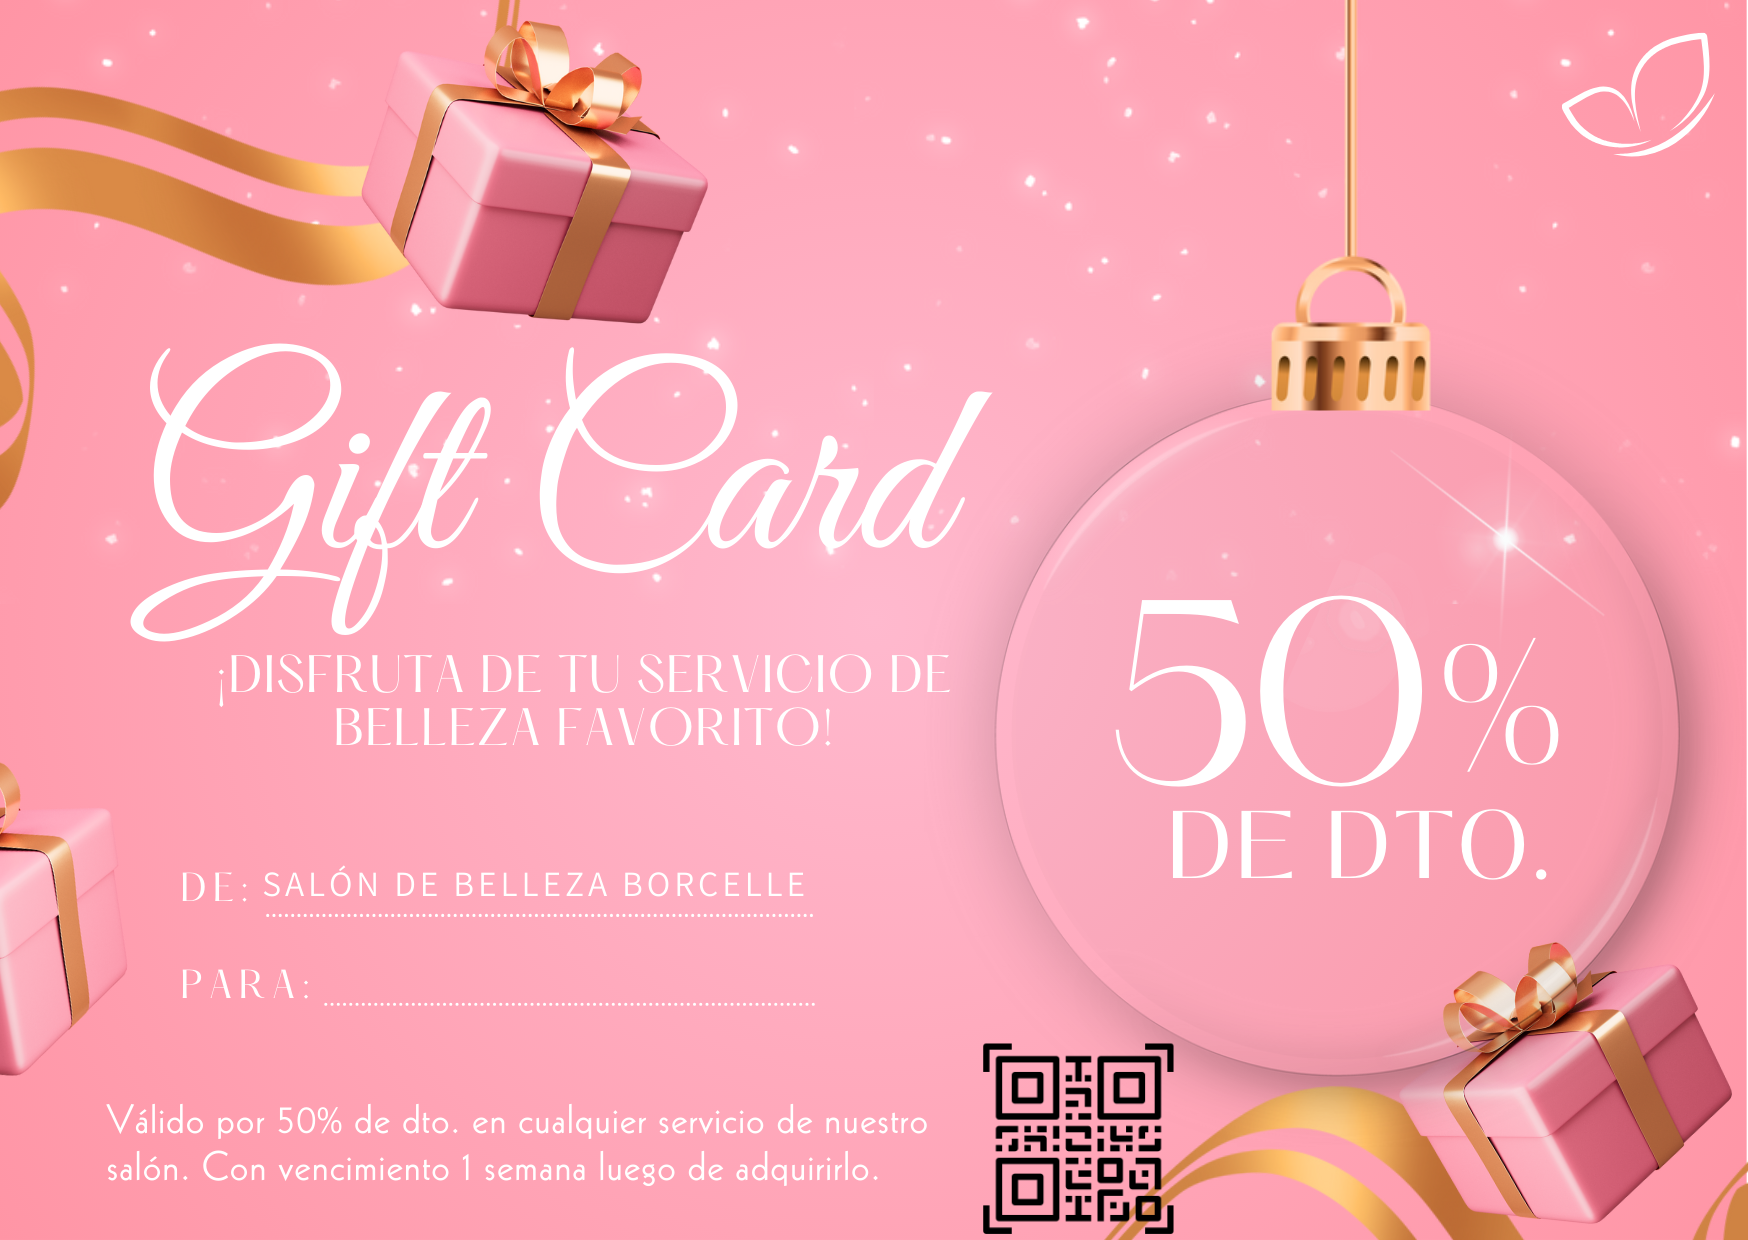 Gift Card
¡DISFRUTA DE TU SERVICIO DE
BELLEZA FAVORITO!
50%
DE DTO.
DE: SALÓN DE BELLEZA BORCELLE
PARA:
Válido por 50% de dto. en cualquier servicio de nuestro
salón. Con vencimiento 1 semana luego de adquirirlo.